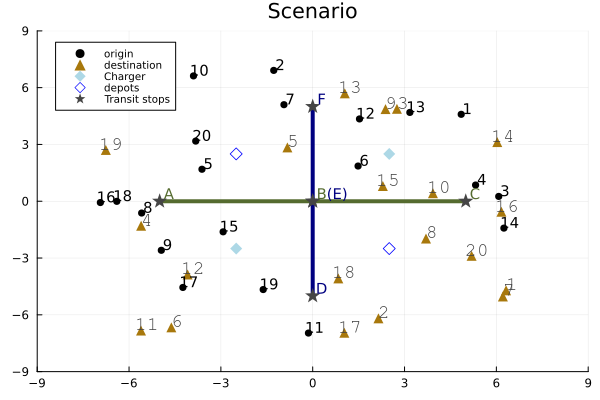 Scenario
9
6
3
0
−3
−6
−9
origin
destination
Charger
depots
Transit stops
10 2
7 F 13 9 3 13 1
12
20 14
19 5
5 6
15 10 4
A B(E) C
16 18 3
8 16
4 14
15 8
9 20
12 18
17 19 1
D
2
11 6 11 17
−9 −6 −3 0 3 6 9